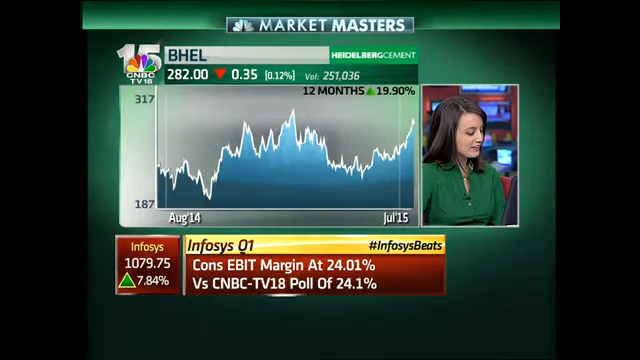 MARKET MASTERS
15
CNBC
TV18
BHEL
HEIDELBERGCEMENT
282.00 ▼ 0.35 [0.12%] Vol: 251,036
12 MONTHS ▲ 19.90%
317
187
Aug'14
Jul'15
Infosys
1079.75
▲ 7.84%
Infosys Q1
#InfosysBeats
Cons EBIT Margin At 24.01%
Vs CNBC-TV18 Poll Of 24.1%